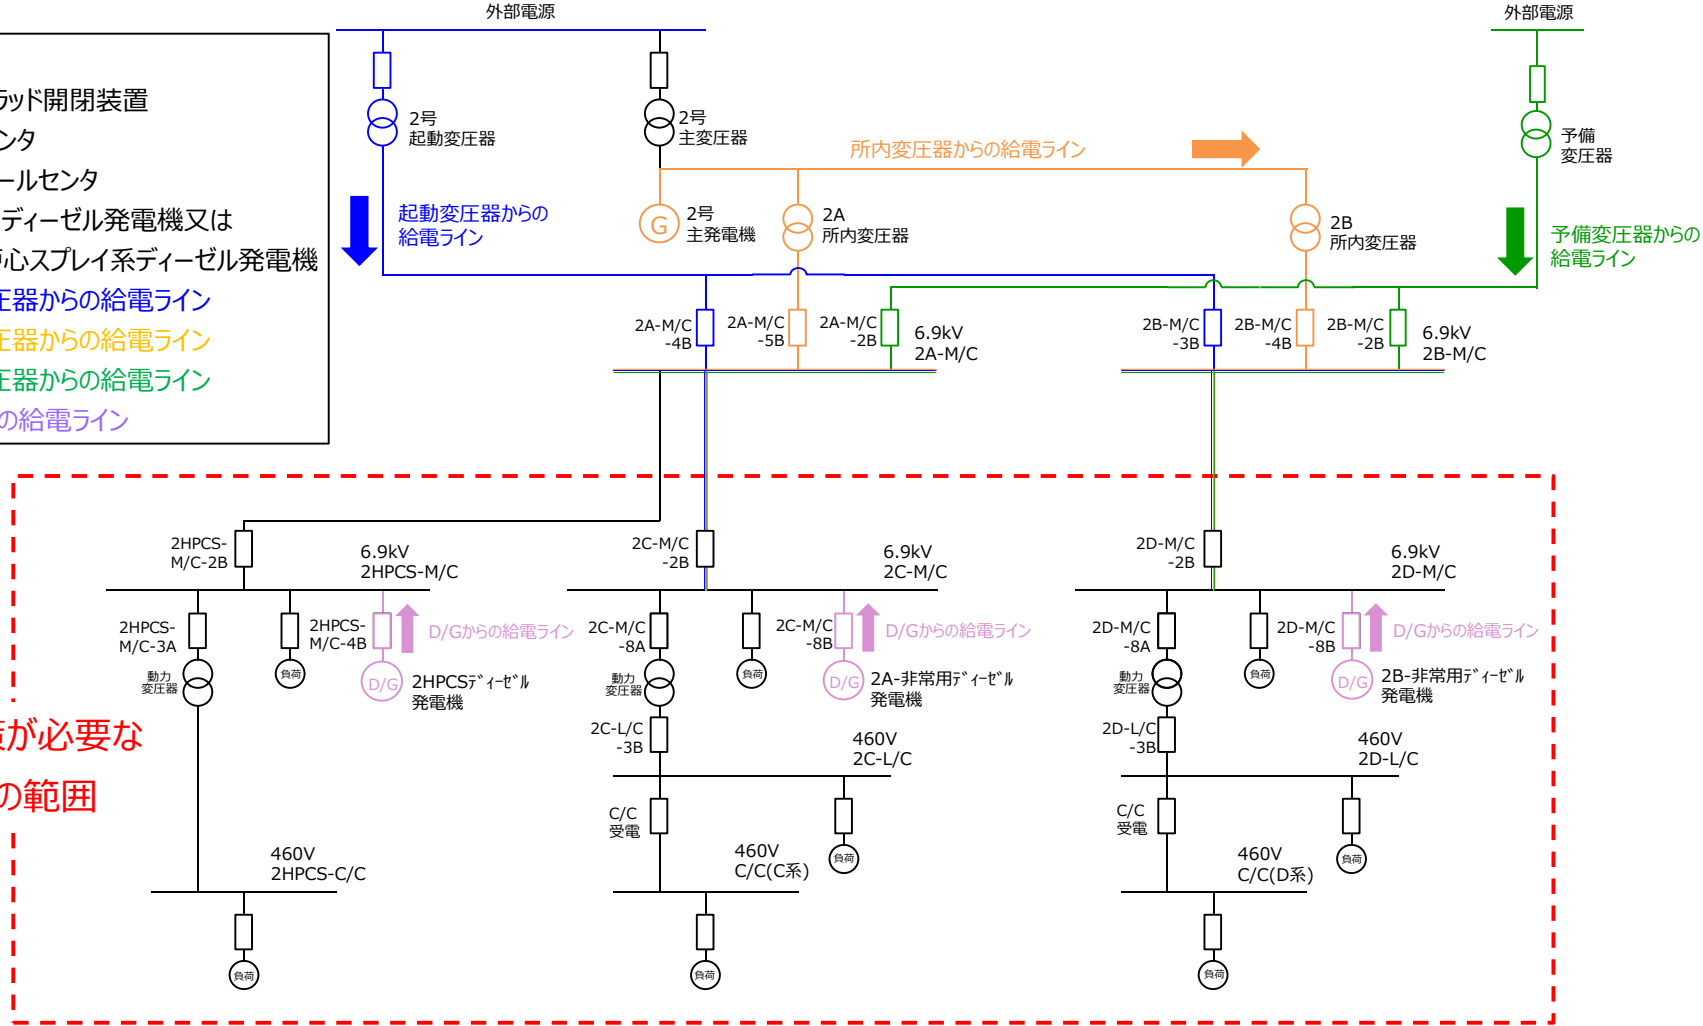 外部電源
外部電源
ラッド開閉装置
ンタ
ールセンタ
ディーゼル発電機又は
心スプレイ系ディーゼル発電機
圧器からの給電ライン
圧器からの給電ライン
圧器からの給電ライン
の給電ライン
2号
起動変圧器
2号
主変圧器
所内変圧器からの給電ライン
予備
変圧器
起動変圧器からの
給電ライン
G
2号
主発電機
2A
所内変圧器
2B
所内変圧器
予備変圧器からの
給電ライン
2A-M/C
-4B
2A-M/C
-5B
2A-M/C
-2B
6.9kV
2A-M/C
2B-M/C
-3B
2B-M/C
-4B
2B-M/C
-2B
6.9kV
2B-M/C
2HPCS-
M/C-2B
6.9kV
2HPCS-M/C
2C-M/C
-2B
6.9kV
2C-M/C
2D-M/C
-2B
6.9kV
2D-M/C
2HPCS-
M/C-3A
2HPCS-
M/C-4B
D/Gからの給電ライン
動力
変圧器
負荷
D/G
2HPCSディーゼル
発電機
2C-M/C
-8A
2C-M/C
-8B
D/Gからの給電ライン
動力
変圧器
負荷
D/G
2A-非常用ディーゼル
発電機
2D-M/C
-8A
2D-M/C
-8B
D/Gからの給電ライン
動力
変圧器
負荷
D/G
2B-非常用ディーゼル
発電機
が必要な
の範囲
2C-L/C
-3B
460V
2C-L/C
2D-L/C
-3B
460V
2D-L/C
C/C
受電
負荷
C/C
受電
負荷
460V
2HPCS-C/C
460V
C/C(C系)
460V
C/C(D系)
負荷
負荷
負荷